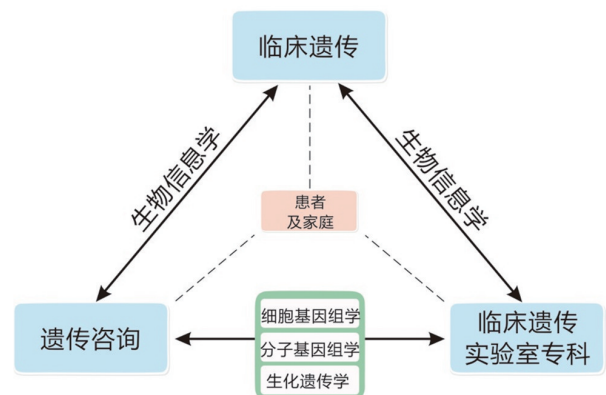 临床遗传
生物信息学
生物信息学
患者
及家庭
遗传咨询
细胞基因组学
分子基因组学
生化遗传学
临床遗传
实验室专科